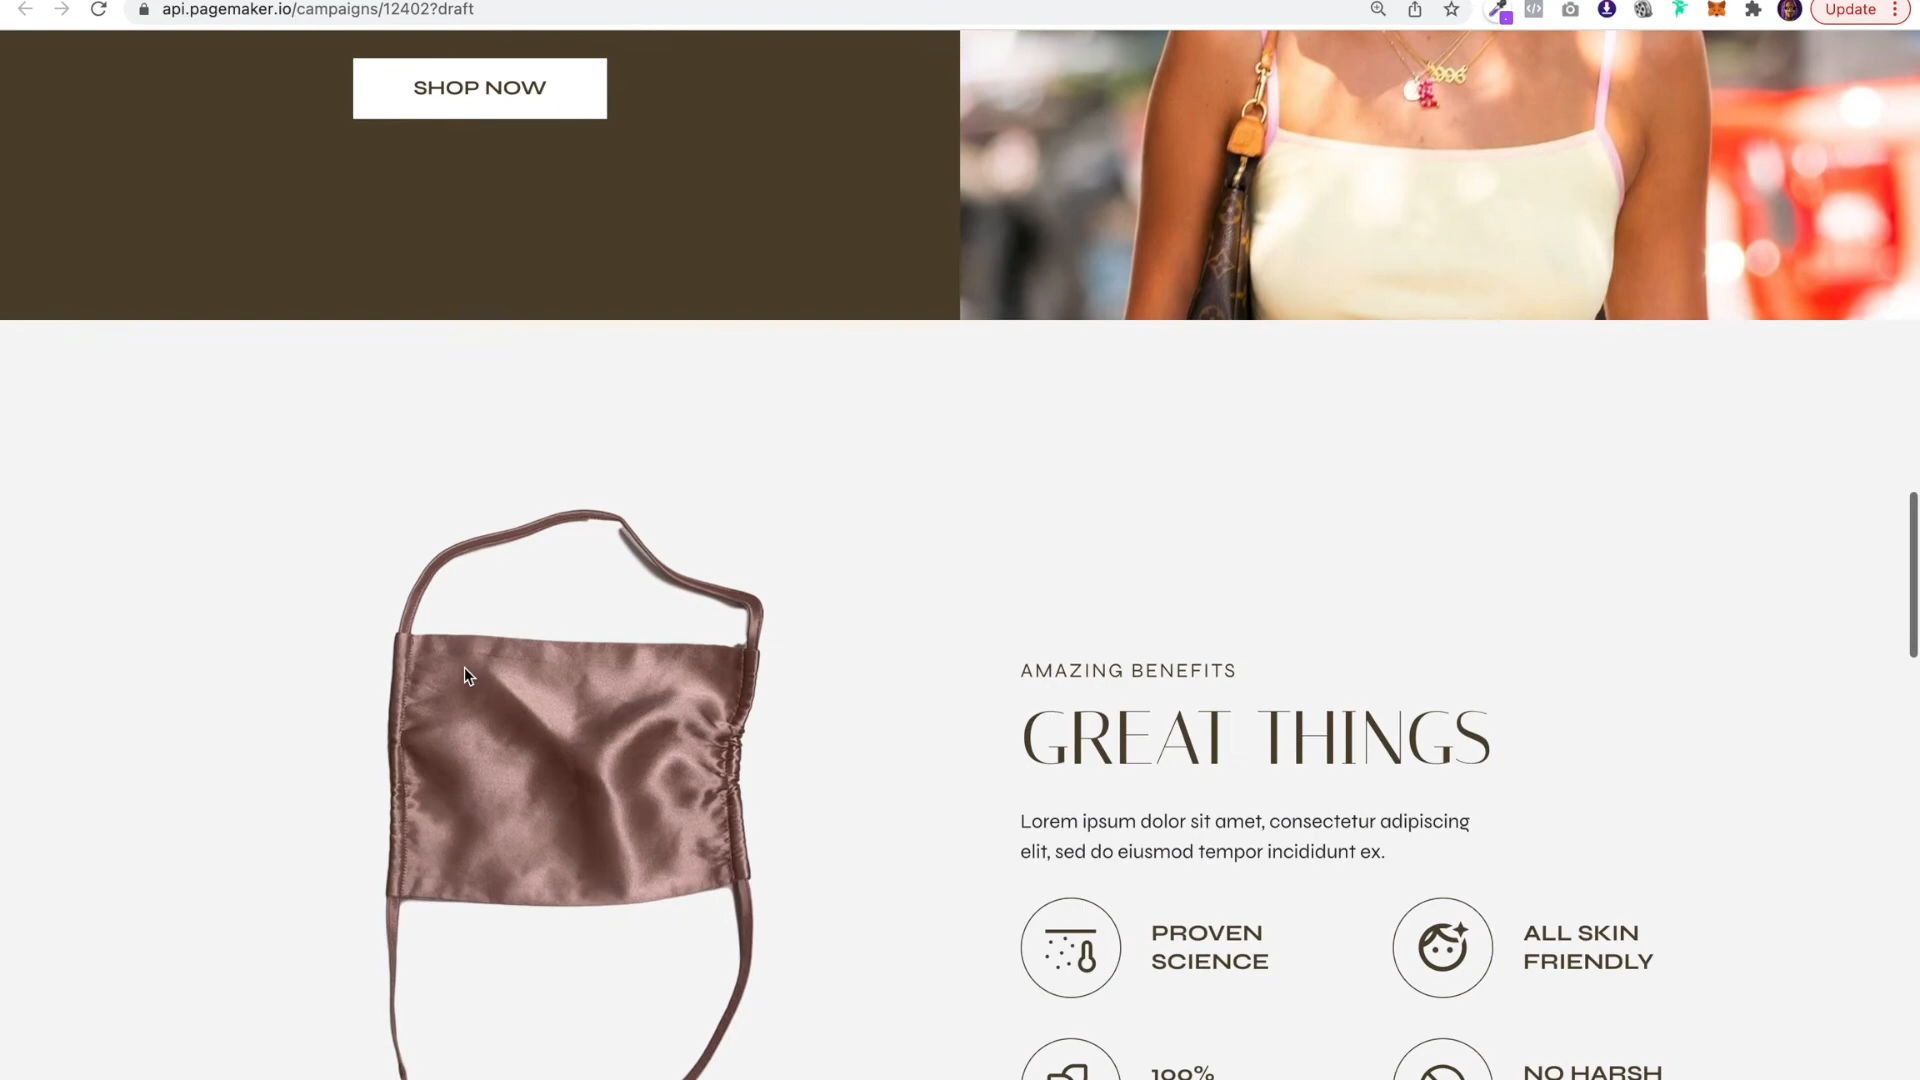 api.pagemaker.io/campaigns/12402?draft
Update
SHOP NOW
AMAZING BENEFITS
GREAT THINGS
Lorem ipsum dolor sit amet, consectetur adipiscing
elit, sed do eiusmod tempor incididunt ex.
PROVEN
SCIENCE
ALL SKIN
FRIENDLY
100%
NO HARSH